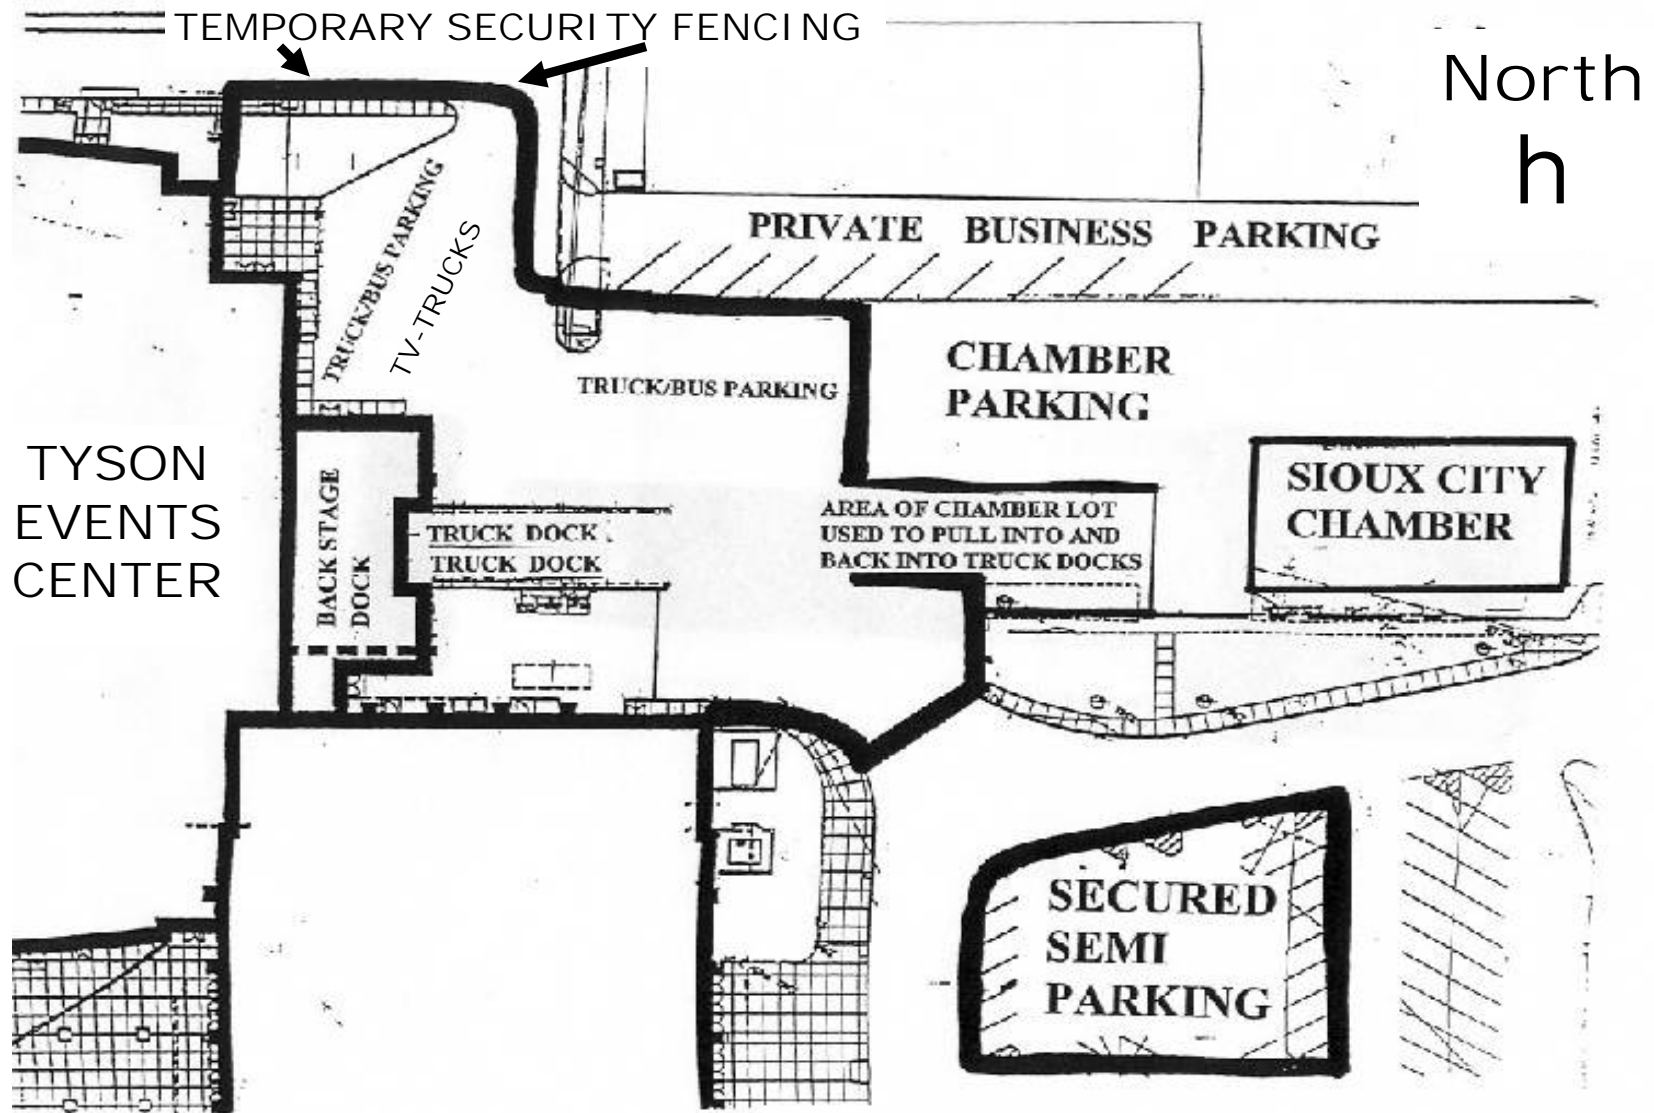 TEMPORARY SECURITY FENCING
North
h
PRIVATE BUSINESS PARKING
TRUCK/BUS PARKING
TV-TRUCKS
TRUCK/BUS PARKING
CHAMBER
PARKING
TYSON
EVENTS
CENTER
BACK STAGE
DOCK
TRUCK DOCK
TRUCK DOCK
AREA OF CHAMBER LOT
USED TO PULL INTO AND
BACK INTO TRUCK DOCKS
SIOUX CITY
CHAMBER
SECURED
SEMI
PARKING